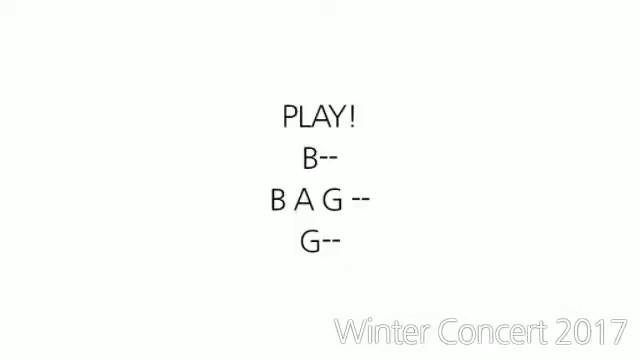 PLAY!
B--
B A G --
G--
Winter Concert 2017